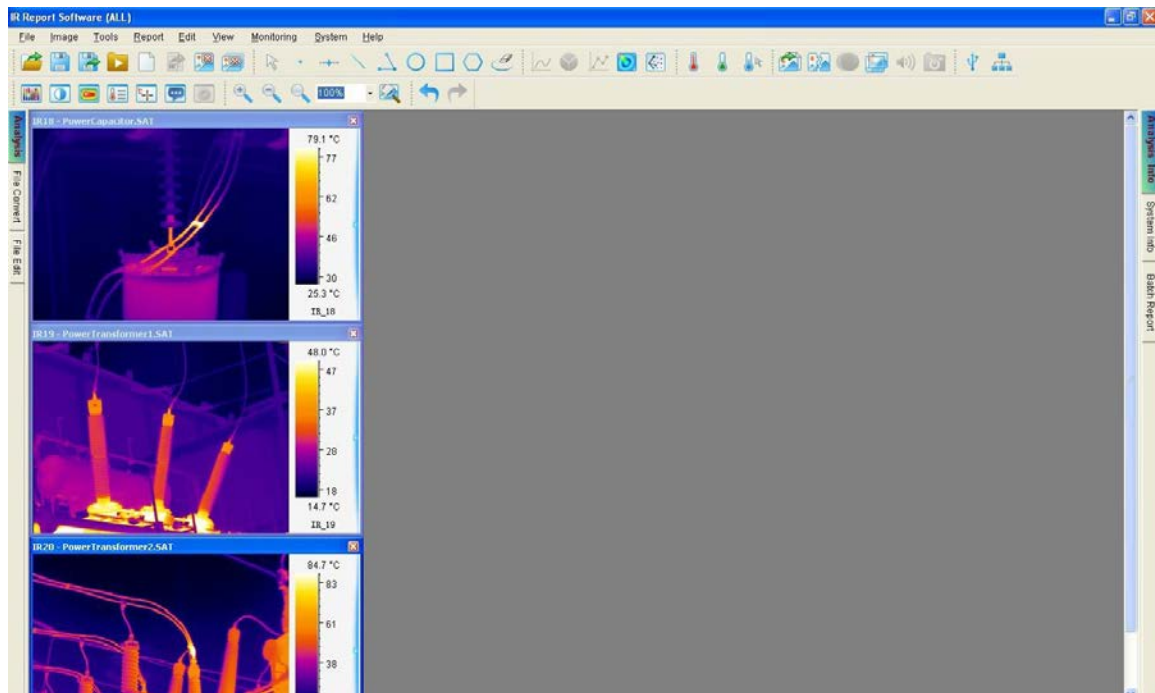 IR Report Software (ALL)
File Image Tools Report Edit View Monitoring System Help
100%
Analysis
File Convert
File Edit
IR18 - PowerCapacitor.SAT
79.1 °C
77
62
46
30
25.3 °C
IR_18
IR19 - PowerTransformer1.SAT
48.0 °C
47
37
28
18
14.7 °C
IR_19
IR20 - PowerTransformer2.SAT
84.7 °C
83
61
38
Analysis Info
System Info
Batch Report